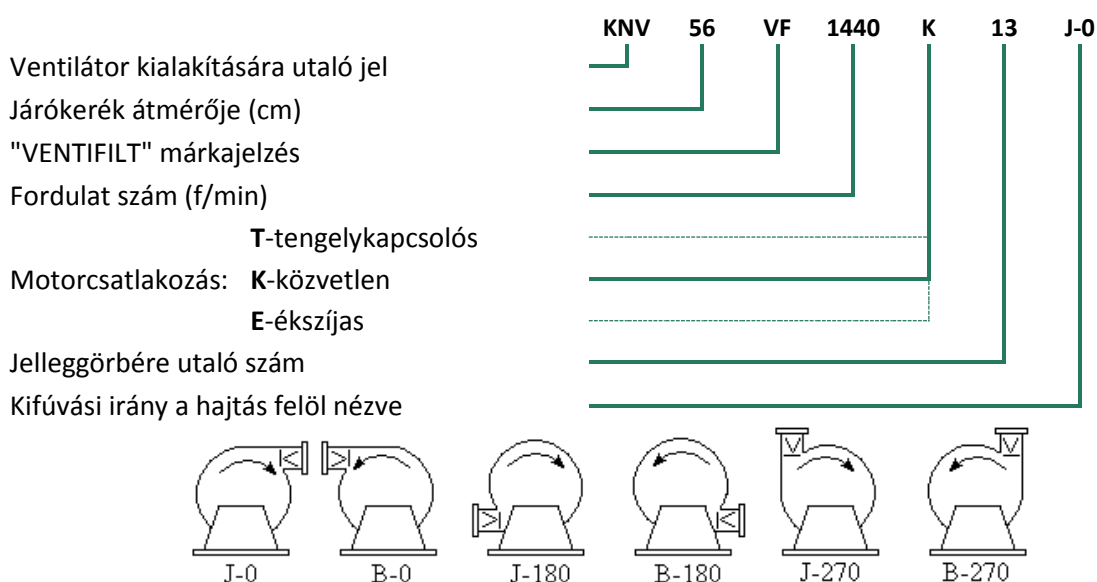 KNV 56 VF 1440 K 13 J-0
Ventilátor kialakítására utaló jel
Járókerék átmérője (cm)
"VENTIFILT" márkajelzés
Fordulat szám (f/min)
T-tengelykapcsolós
Motorcsatlakozás: K-közvetlen
E-ékszíjas
Jelleggörbére utaló szám
Kifúvási irány a hajtás felöl nézve
J-0 B-0 J-180 B-180 J-270 B-270